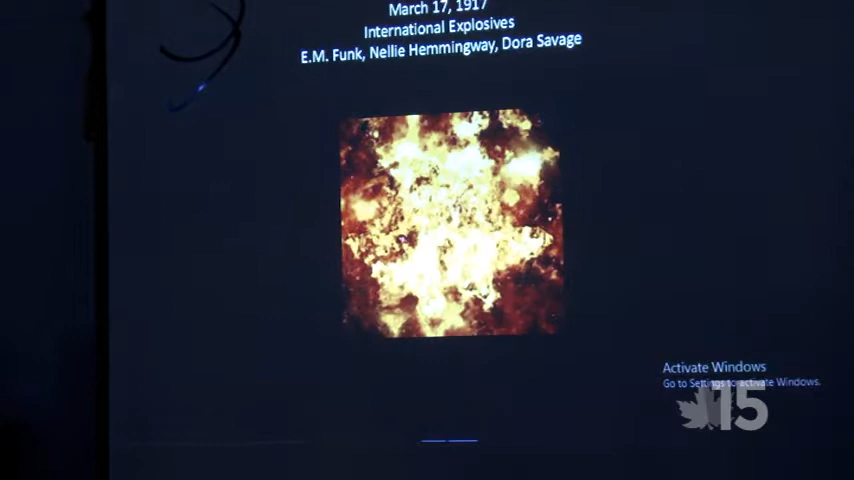 March 17, 1917
International Explosives
E.M. Funk, Nellie Hemmingway, Dora Savage
Activate Windows
Go to Settings to activate Windows.
15